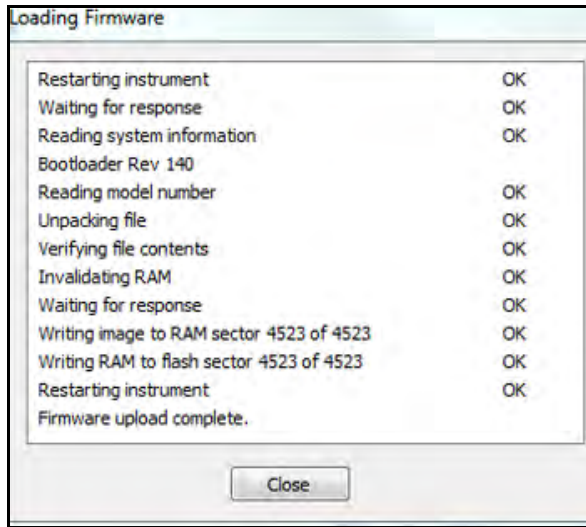 Loading Firmware
Restarting instrument OK
Waiting for response OK
Reading system information OK
Bootloader Rev 140
Reading model number OK
Unpacking file OK
Verifying file contents OK
Invalidating RAM OK
Waiting for response OK
Writing image to RAM sector 4523 of 4523 OK
Writing RAM to flash sector 4523 of 4523 OK
Restarting instrument OK
Firmware upload complete.
Close